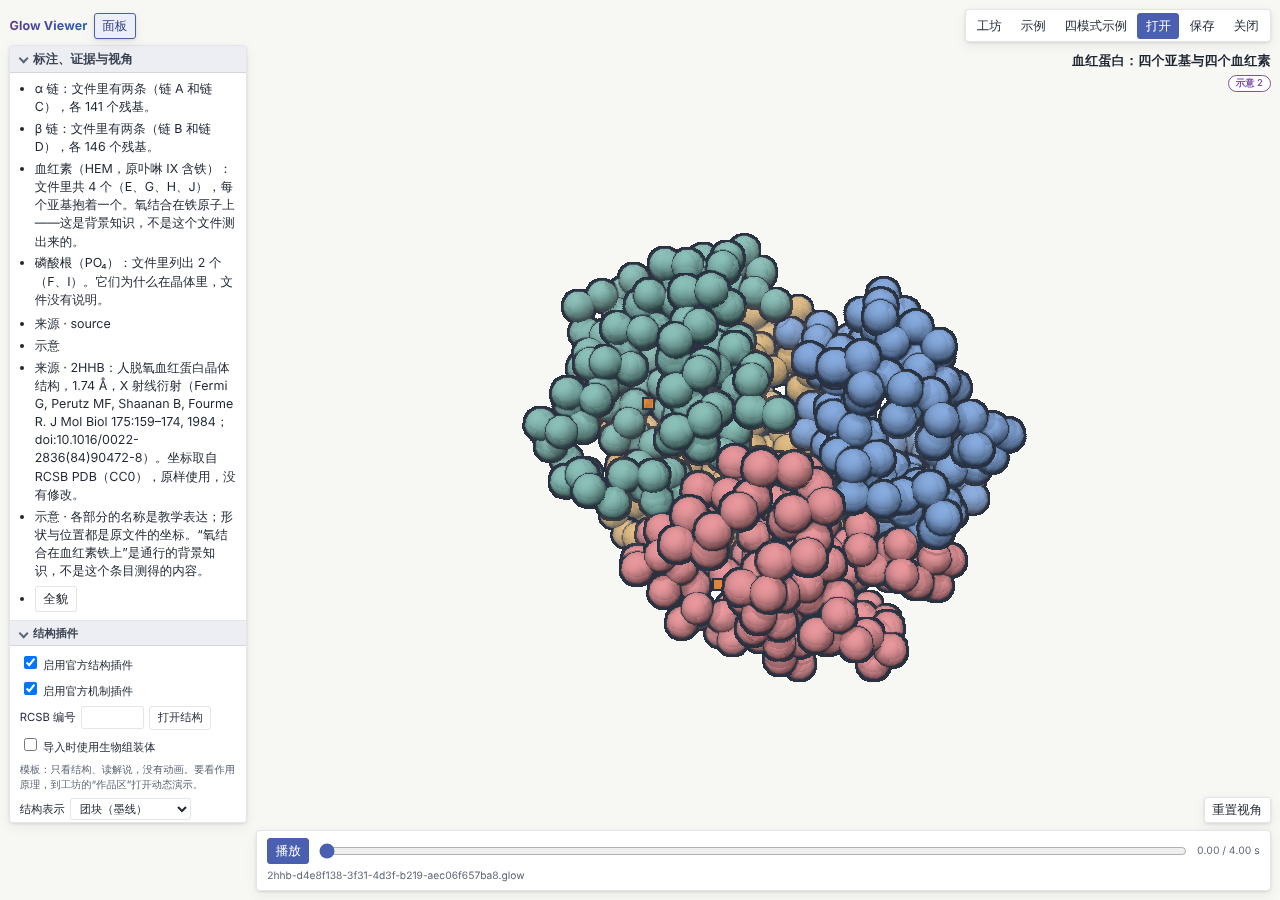 Glow Viewer 面板
工坊 示例 四模式示例 打开 保存 关闭
血红蛋白：四个亚基与四个血红素
示意 2
标注、证据与视角
α 链：文件里有两条（链 A 和链
C），各 141 个残基。
β 链：文件里有两条（链 B 和链
D），各 146 个残基。
血红素（HEM，原卟啉 IX 含铁）：
文件里共 4 个（E、G、H、J），每
个亚基抱着一个。氧结合在铁原子上
——这是背景知识，不是这个文件测
出来的。
磷酸根（PO₄）：文件里列出 2 个
（F、I）。它们为什么在晶体里，文
件没有说明。
来源 · source
示意
来源 · 2HHB：人脱氧血红蛋白晶体
结构，1.74 Å，X 射线衍射（Fermi
G, Perutz MF, Shaanan B, Fourme
R. J Mol Biol 175:159–174, 1984；
doi:10.1016/0022-
2836(84)90472-8）。坐标取自
RCSB PDB（CC0），原样使用，没
有修改。
示意 · 各部分的名称是教学表达；形
状与位置都是原文件的坐标。“氧结
合在血红素铁上”是通行的背景知
识，不是这个条目测得的内容。
全貌
结构插件
启用官方结构插件
启用官方机制插件
RCSB 编号 打开结构
导入时使用生物组装体
模板：只看结构、读解说，没有动画。要看作用
原理，到工坊的“作品区”打开动态演示。
结构表示 团块（墨线）
重置视角
播放 0.00 / 4.00 s
2hhb-d4e8f138-3f31-4d3f-b219-aec06f657ba8.glow